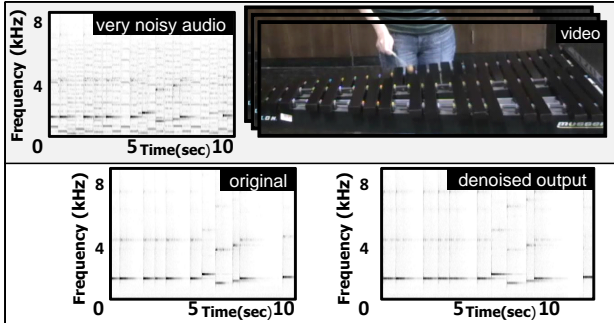 very noisy audio
video
Frequency (kHz)
8
4
0
5
Time(sec)
10
musser
original
denoised output
Frequency (kHz)
8
4
0
5
Time(sec)
10
Frequency (kHz)
8
4
0
5
Time(sec)
10